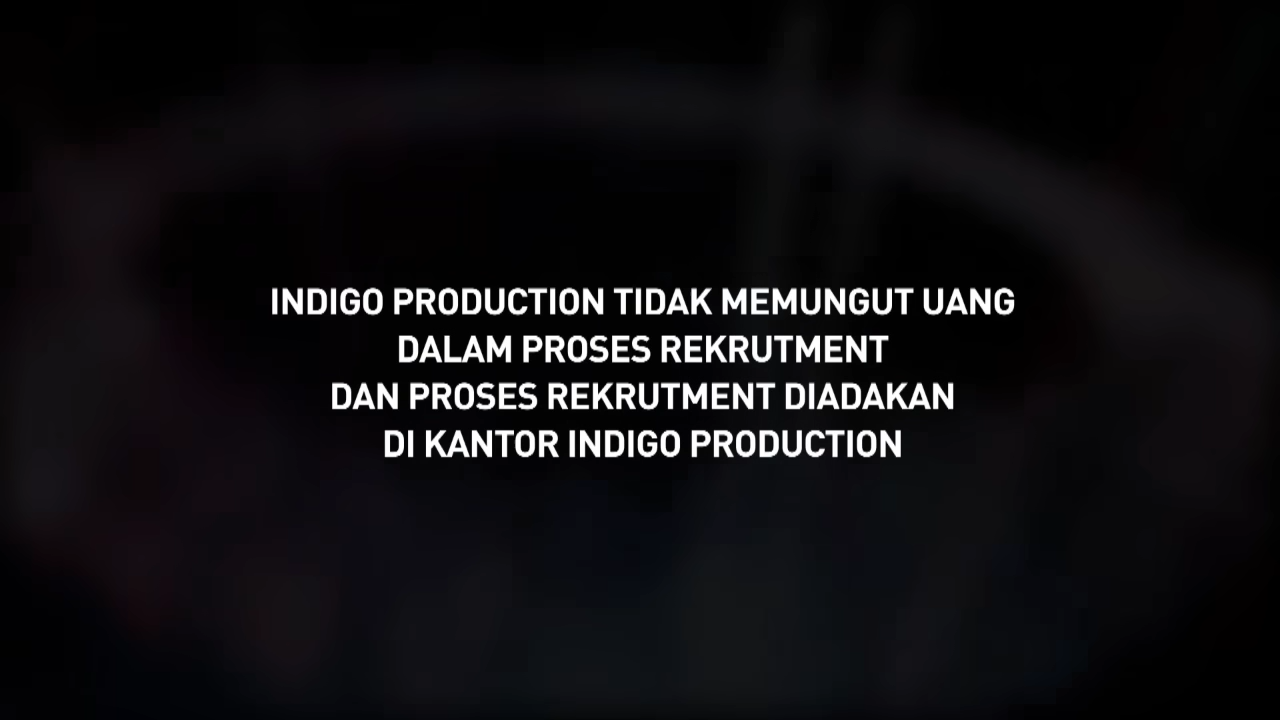 INDIGO PRODUCTION TIDAK MEMUNGUT UANG
DALAM PROSES REKRUTMENT
DAN PROSES REKRUTMENT DIADAKAN
DI KANTOR INDIGO PRODUCTION